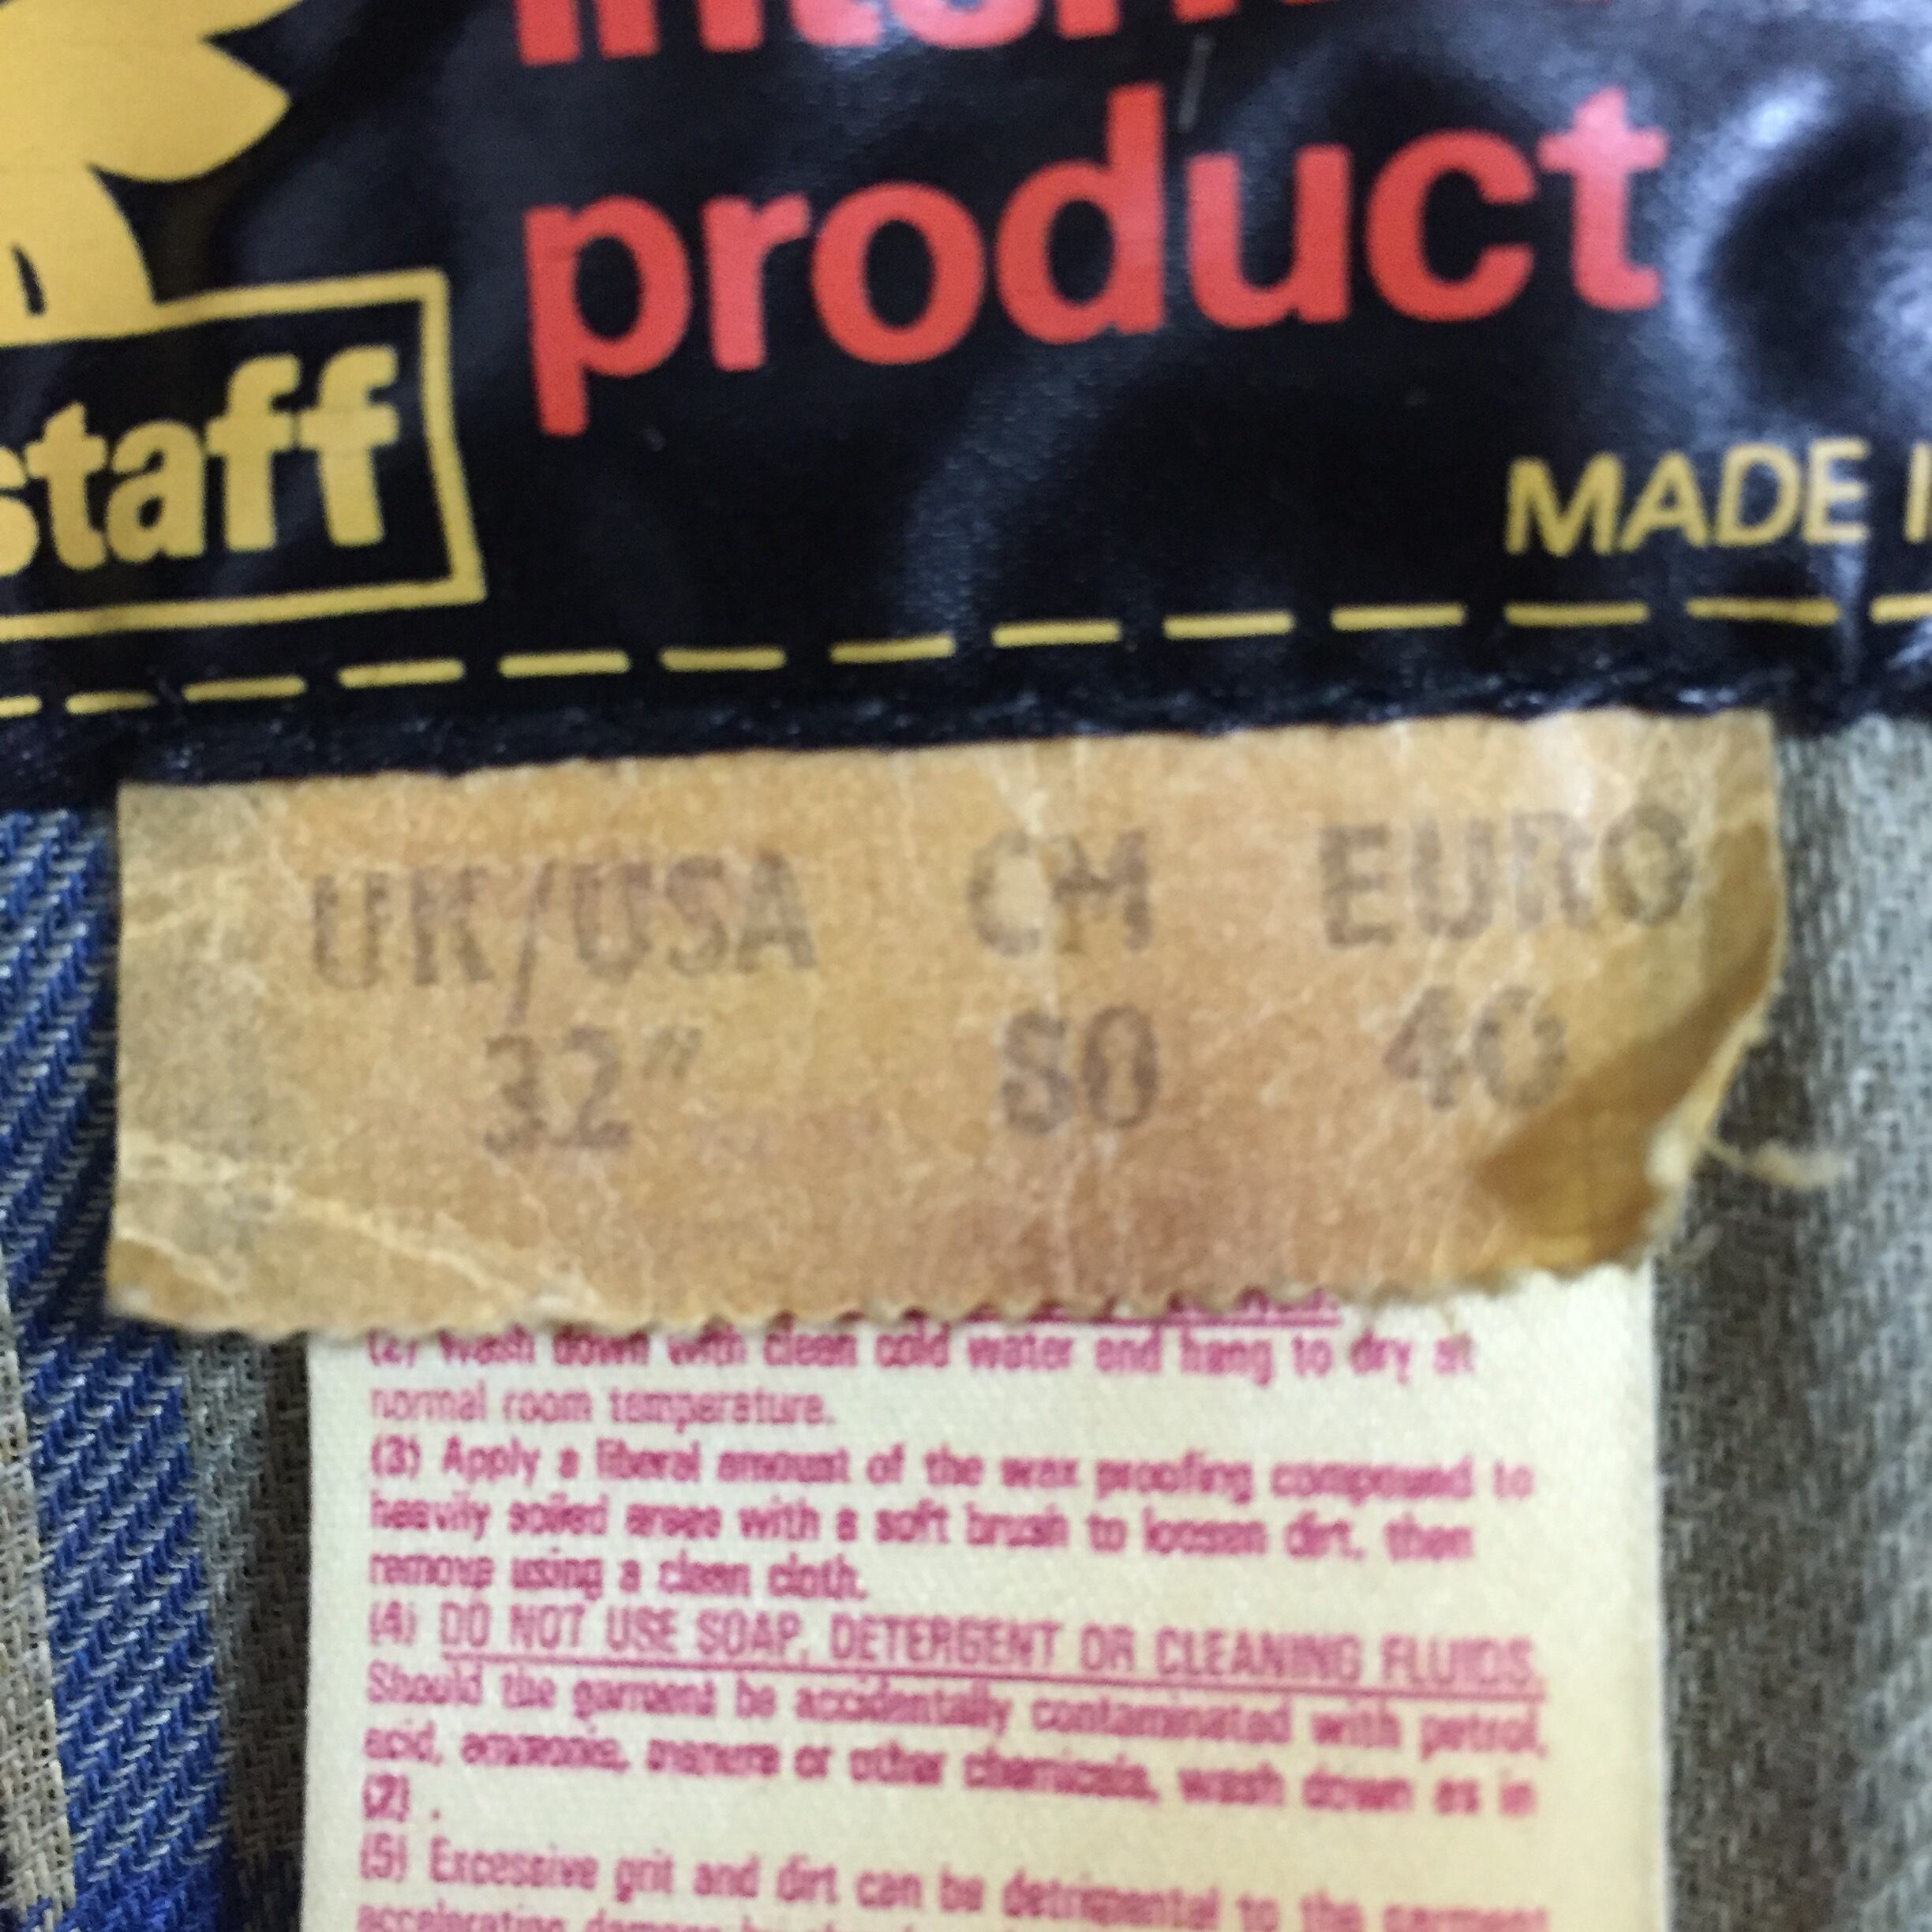 product
staff
MADE I
UK/USA CM EURO
32" 80 40
(2) Wash down with clean cold water and hang to dry at
normal room temperature.
(3) Apply a liberal amount of the wax proofing compound to
heavily soiled areas with a soft brush to loosen dirt, then
remove using a clean cloth.
(4) DO NOT USE SOAP, DETERGENT OR CLEANING FLUIDS.
Should the garment be accidentally contaminated with petrol,
acid, ammonia, manure or other chemicals, wash down as in
(2) .
(5) Excessive grit and dirt can be detrimental to the garment
accelerating damage